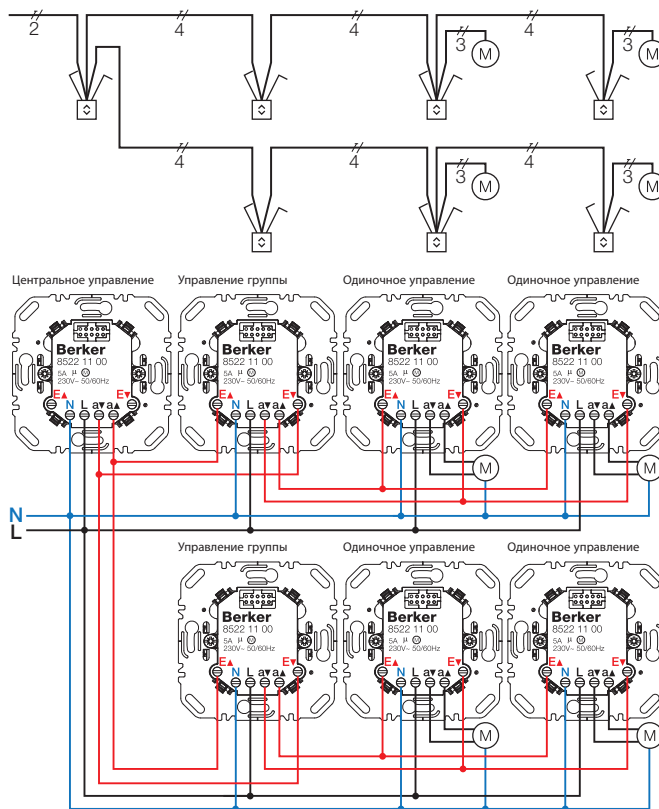 2 4 4 4
3 M 3 M
4 4 4
3 M 3 M
Центральное управление Управление группы Одиночное управление Одиночное управление
Berker Berker Berker Berker
8522 11 00 8522 11 00 8522 11 00 8522 11 00
5A µ M 5A µ M 5A µ M 5A µ M
230V~ 50/60Hz 230V~ 50/60Hz 230V~ 50/60Hz 230V~ 50/60Hz
E▲ N L a▼ a▲ E▼ E▲ N L a▼ a▲ E▼ E▲ N L a▼ a▲ E▼ E▲ N L a▼ a▲ E▼
M M
N
L
Управление группы Одиночное управление Одиночное управление
Berker Berker Berker
8522 11 00 8522 11 00 8522 11 00
5A µ M 5A µ M 5A µ M
230V~ 50/60Hz 230V~ 50/60Hz 230V~ 50/60Hz
E▲ N L a▼ a▲ E▼ E▲ N L a▼ a▲ E▼ E▲ N L a▼ a▲ E▼
M M